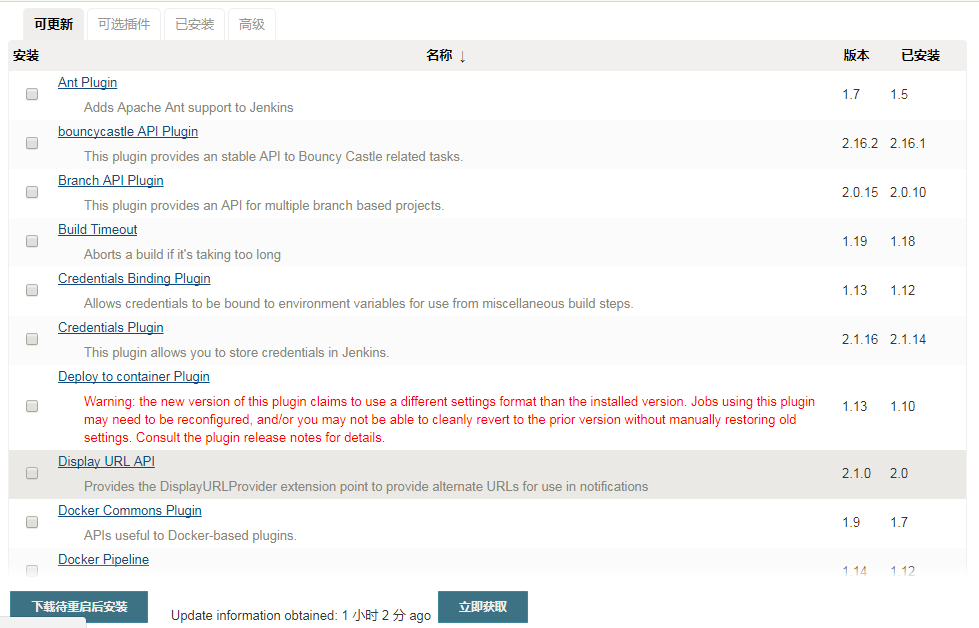 可更新 可选插件 已安装 高级
安装 名称 ↓ 版本 已安装
Ant Plugin
Adds Apache Ant support to Jenkins
1.7 1.5
bouncycastle API Plugin
This plugin provides an stable API to Bouncy Castle related tasks.
2.16.2 2.16.1
Branch API Plugin
This plugin provides an API for multiple branch based projects.
2.0.15 2.0.10
Build Timeout
Aborts a build if it's taking too long
1.19 1.18
Credentials Binding Plugin
Allows credentials to be bound to environment variables for use from miscellaneous build steps.
1.13 1.12
Credentials Plugin
This plugin allows you to store credentials in Jenkins.
2.1.16 2.1.14
Deploy to container Plugin
Warning: the new version of this plugin claims to use a different settings format than the installed version. Jobs using this plugin
may need to be reconfigured, and/or you may not be able to cleanly revert to the prior version without manually restoring old
settings. Consult the plugin release notes for details.
1.13 1.10
Display URL API
Provides the DisplayURLProvider extension point to provide alternate URLs for use in notifications
2.1.0 2.0
Docker Commons Plugin
APIs useful to Docker-based plugins.
1.9 1.7
Docker Pipeline
1.14 1.12
下载待重启后安装 Update information obtained: 1 小时 2 分 ago 立即获取